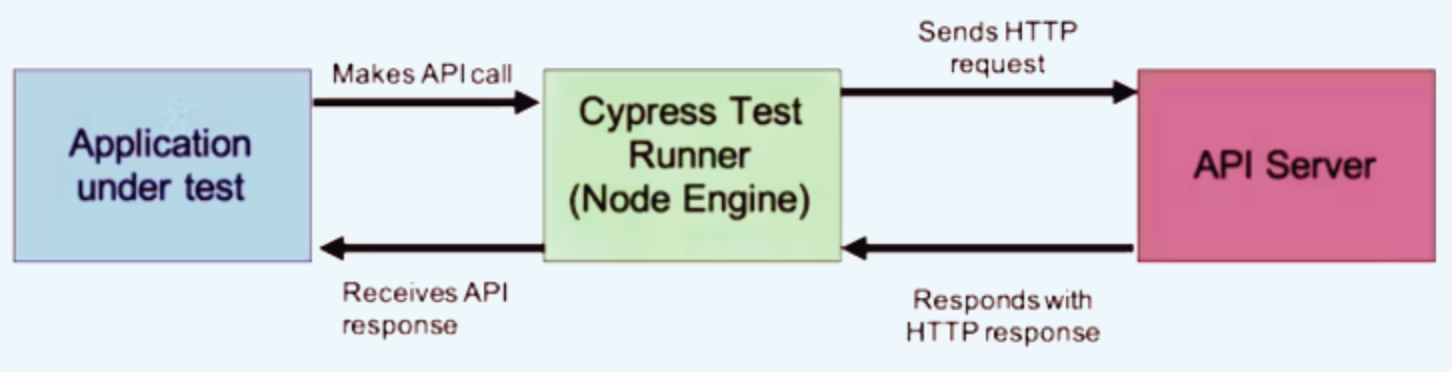 Application
under test
Makes API call
Cypress Test
Runner
(Node Engine)
Sends HTTP
request
API Server
Receives API
response
Responds with
HTTP response